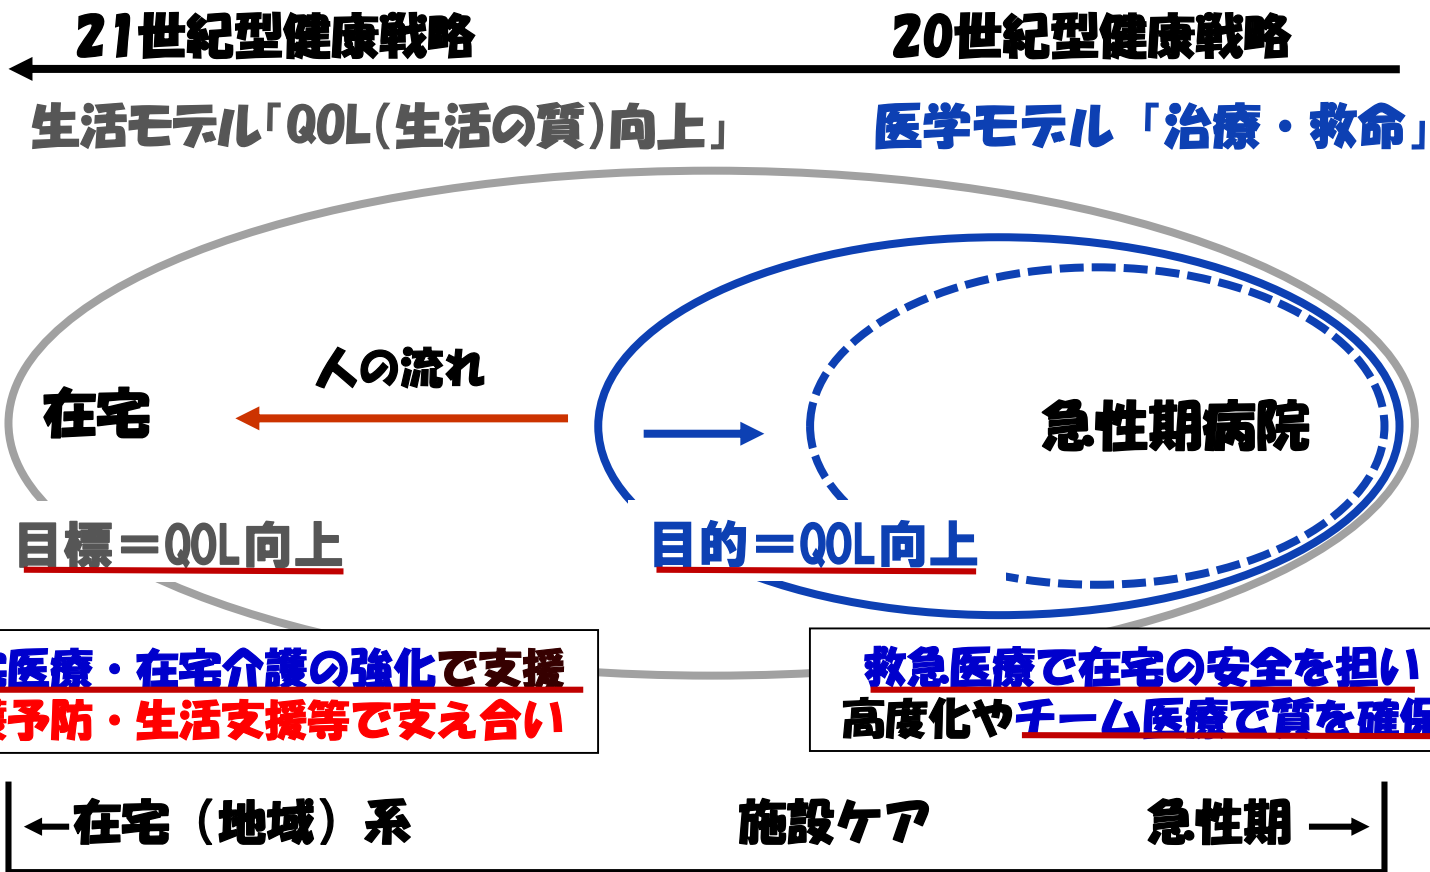 21世紀型健康戦略
20世紀型健康戦略
生活モデル「QOL(生活の質)向上」
医学モデル「治療・救命」
人の流れ
在宅
急性期病院
目標＝QOL向上
目的＝QOL向上
医療・在宅介護の強化で支援
予防・生活支援等で支え合い
救急医療で在宅の安全を担い
高度化やチーム医療で質を確保
←在宅（地域）系
施設ケア
急性期→